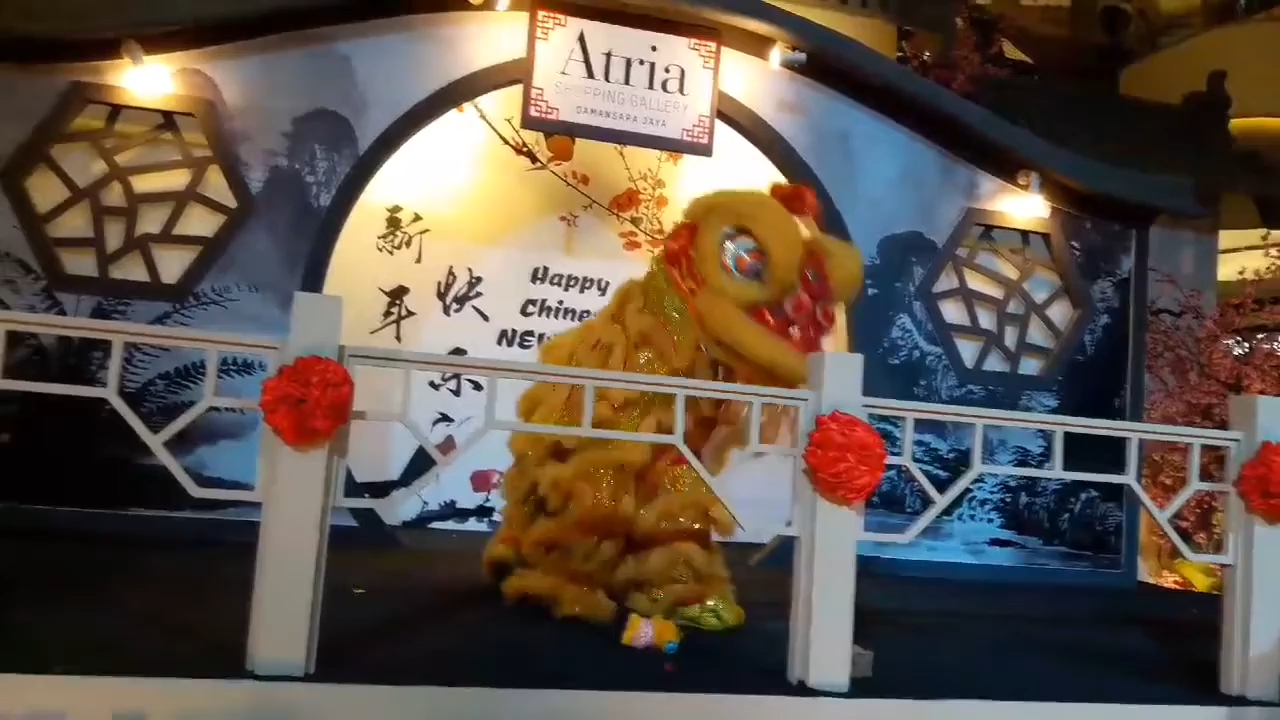 Atria
SHOPPING GALLERY
DAMANSARA JAYA
新年
快乐
Happy
Chine
NEW